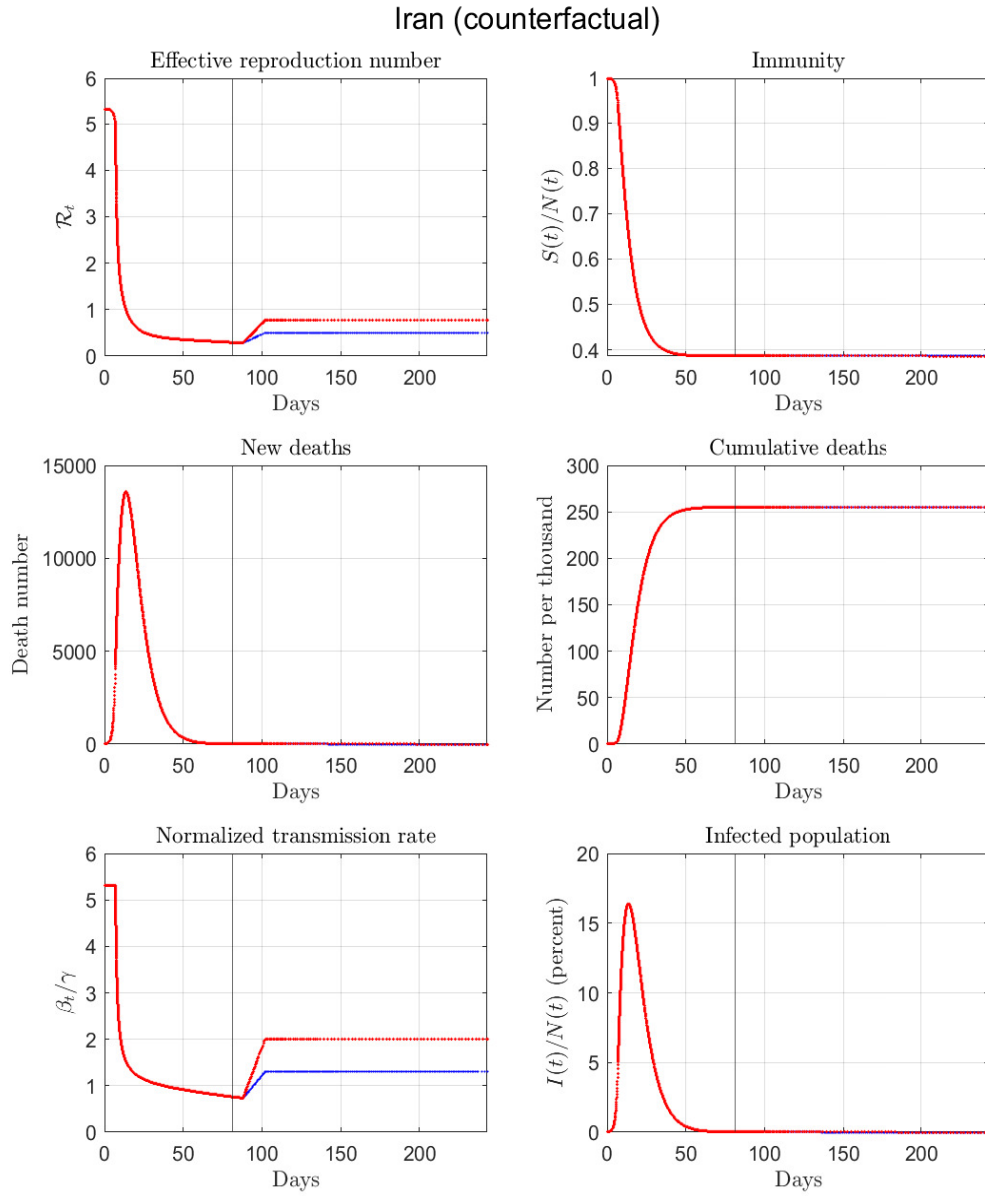 Iran (counterfactual)
Effective reproduction number
6
5
4
3
2
1
0
0 50 100 150 200
ℛt
Days
Immunity
1
0.9
0.8
0.7
0.6
0.5
0.4
0 50 100 150 200
S(t)/N(t)
Days
New deaths
15000
10000
5000
0
0 50 100 150 200
Death number
Days
Cumulative deaths
300
250
200
150
100
50
0
0 50 100 150 200
Number per thousand
Days
Normalized transmission rate
6
5
4
3
2
1
0
0 50 100 150 200
βt/γ
Days
Infected population
20
15
10
5
0
0 50 100 150 200
I(t)/N(t) (percent)
Days